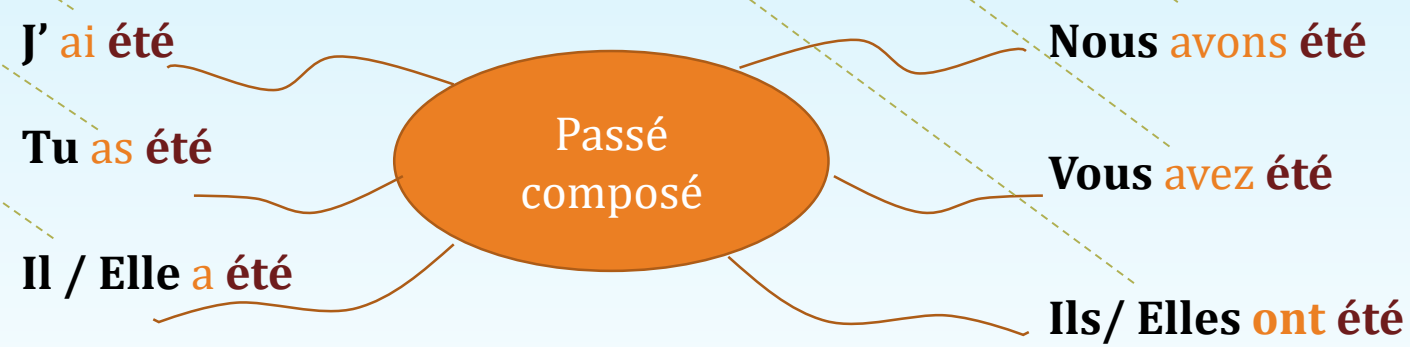 J’ ai été
Tu as été
Il / Elle a été
Passé
composé
Nous avons été
Vous avez été
Ils/ Elles ont été